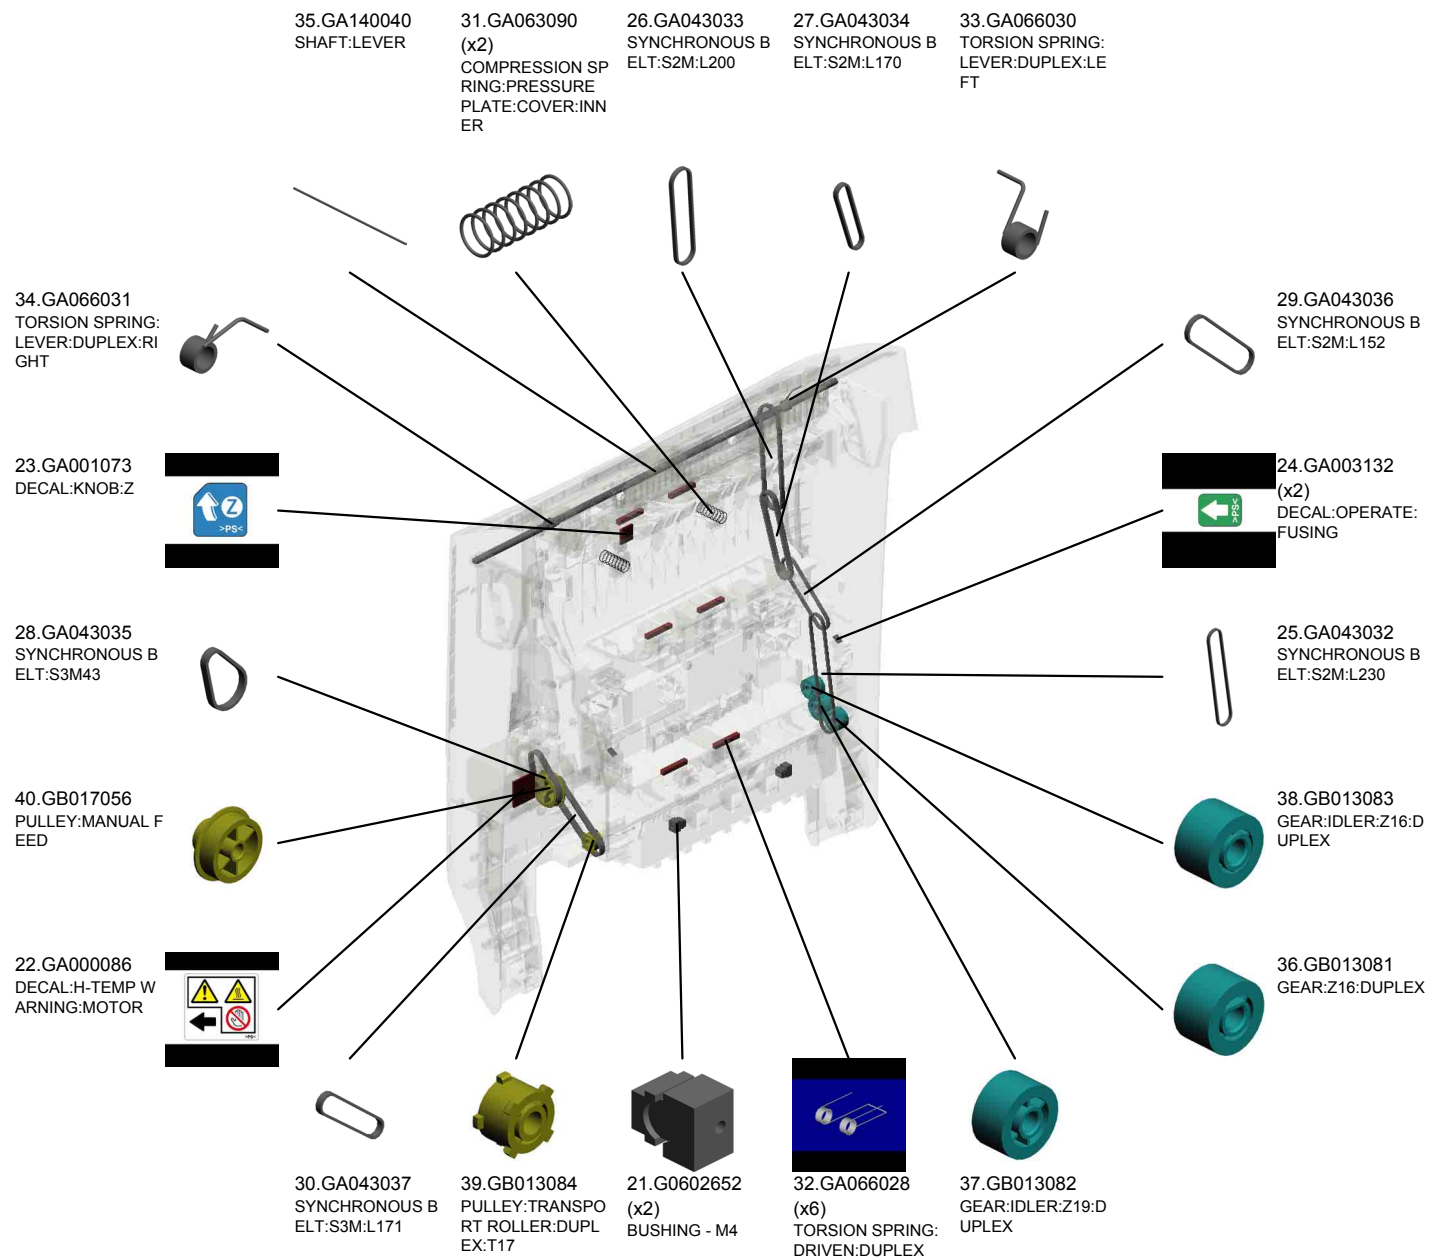 35.GA140040
SHAFT:LEVER
31.GA063090
(x2)
COMPRESSION SP
RING:PRESSURE
PLATE:COVER:INN
ER
26.GA043033
SYNCHRONOUS B
ELT:S2M:L200
27.GA043034
SYNCHRONOUS B
ELT:S2M:L170
33.GA066030
TORSION SPRING:
LEVER:DUPLEX:LE
FT
34.GA066031
TORSION SPRING:
LEVER:DUPLEX:RI
GHT
29.GA043036
SYNCHRONOUS B
ELT:S2M:L152
23.GA001073
DECAL:KNOB:Z
Z
>PS<
24.GA003132
(x2)
DECAL:OPERATE:
FUSING
>PS<
28.GA043035
SYNCHRONOUS B
ELT:S3M43
25.GA043032
SYNCHRONOUS B
ELT:S2M:L230
40.GB017056
PULLEY:MANUAL F
EED
38.GB013083
GEAR:IDLER:Z16:D
UPLEX
22.GA000086
DECAL:H-TEMP W
ARNING:MOTOR
>PS<
36.GB013081
GEAR:Z16:DUPLEX
30.GA043037
SYNCHRONOUS B
ELT:S3M:L171
39.GB013084
PULLEY:TRANSPO
RT ROLLER:DUPL
EX:T17
21.G0602652
(x2)
BUSHING - M4
32.GA066028
(x6)
TORSION SPRING:
DRIVEN:DUPLEX
37.GB013082
GEAR:IDLER:Z19:D
UPLEX